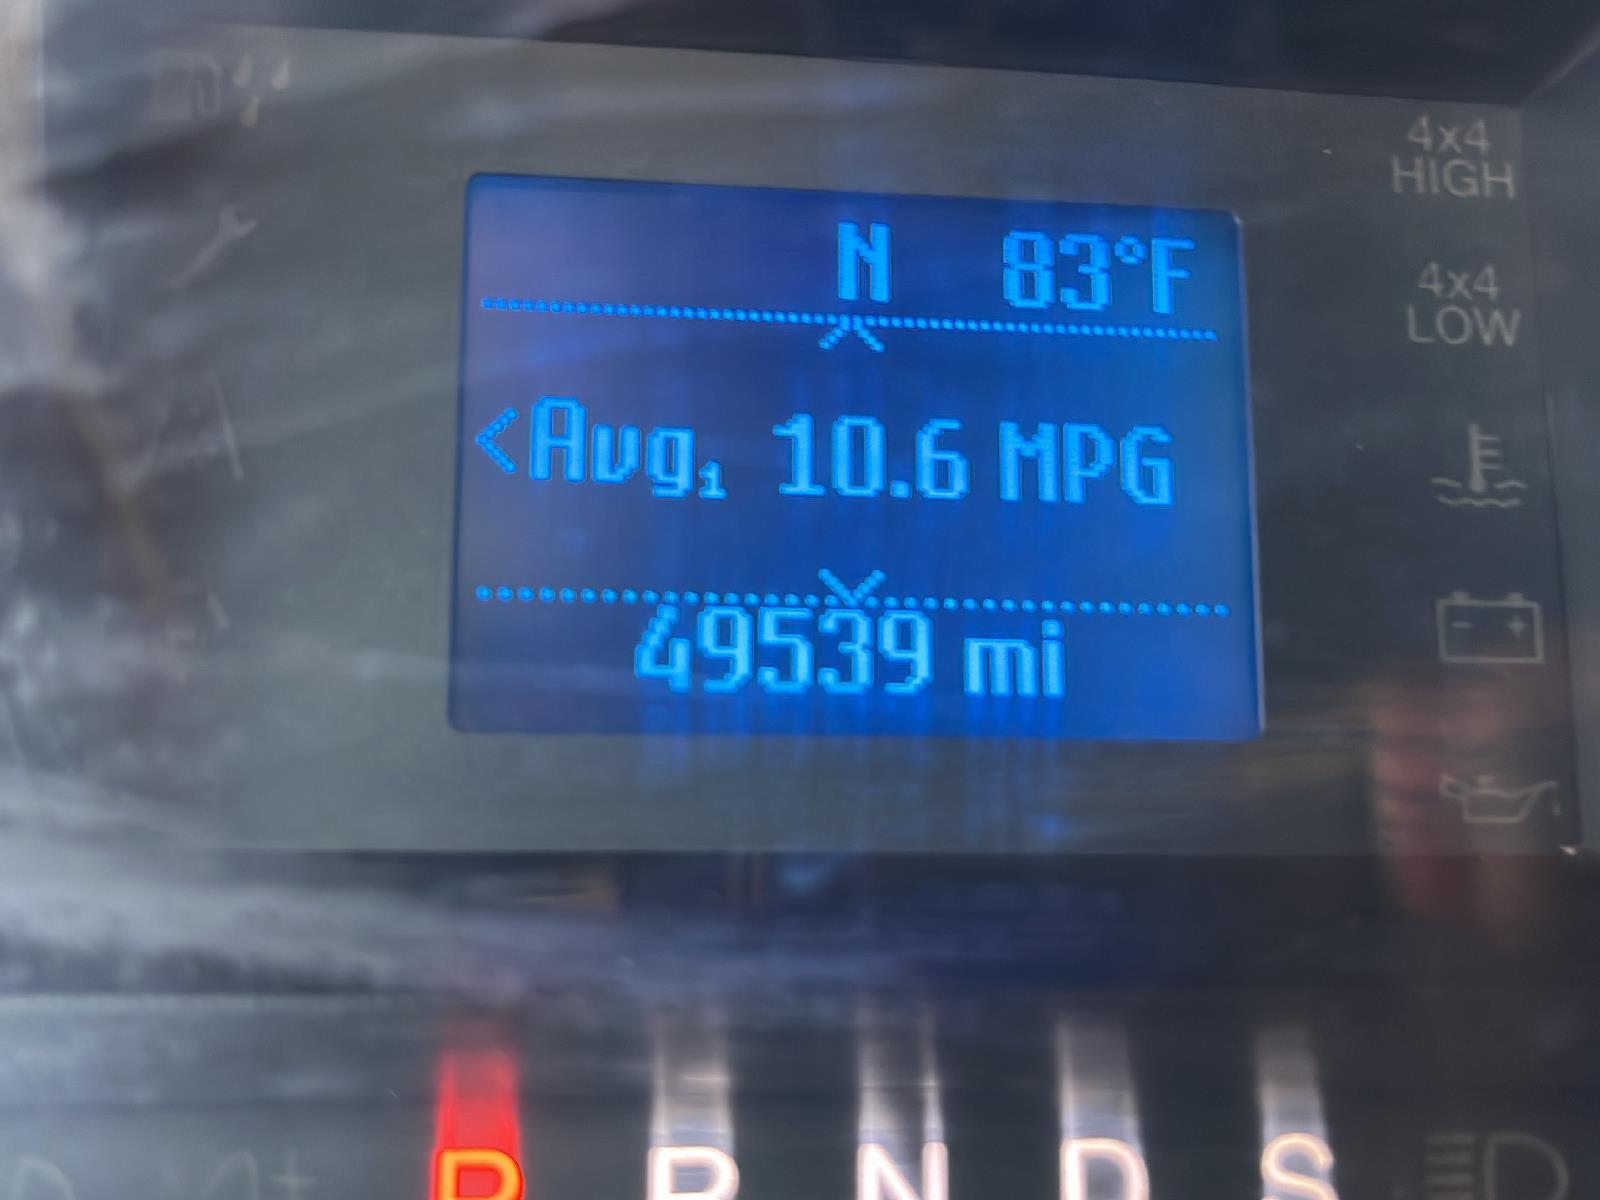 N 83°F
4x4
HIGH
4x4
LOW
<Avg1 10.6 MPG
49539 mi
P R N D S